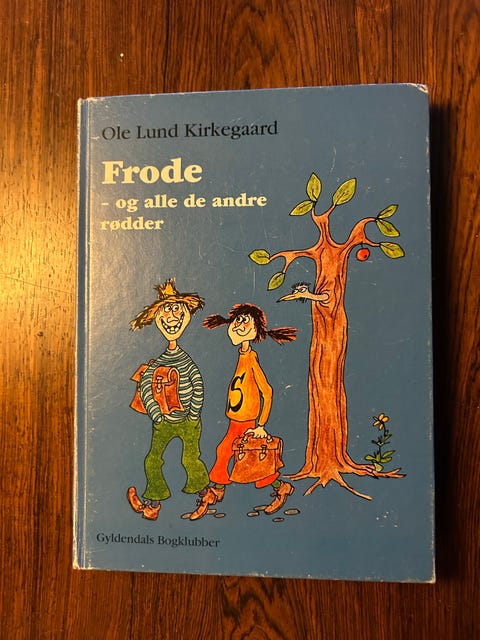 Ole Lund Kirkegaard
Frode
- og alle de andre
rødder
S
Gyldendals Bogklubber